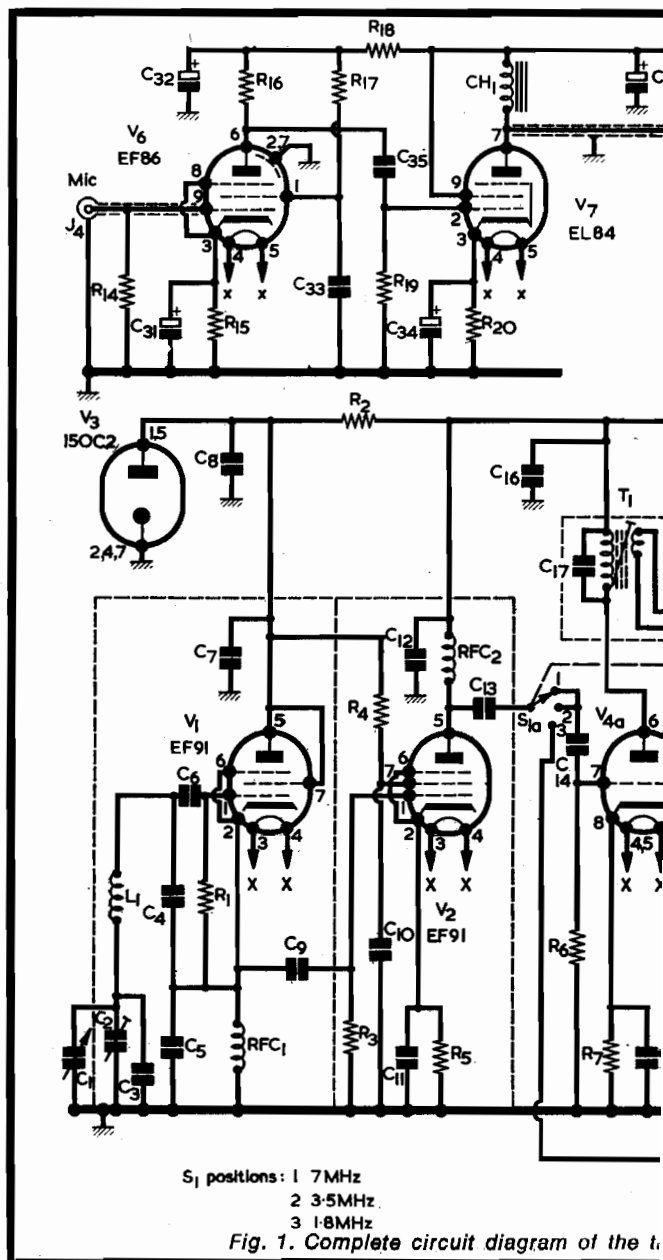 R18
C32
+
R16
R17
CH1
+
C
V6
EF86
6
2,7
7
Mic
8
9
1
C35
9
2
V7
EL84
J4
3
4
5
3
4
5
R14
x
x
C33
R19
x
x
C31
+
R15
C34
+
R20
V3
150C2
1,5
R2
C8
C16
T1
2,4,7
C17
C7
C12
RFC2
C13
1
V1
EF91
5
R4
5
S1a
2
V4a
6
C6
6
7
6
7
3
C14
7
1
1
2
3
4
2
3
4
8
4,5
L1
C4
R1
X
X
X
X
X
X
V2
EF91
C9
C10
R6
C2
C1
C3
C5
RFC1
R3
C11
R5
R7
S1 positions: 1 7MHz
2 3·5MHz
3 1·8MHz
Fig. 1. Complete circuit diagram of the